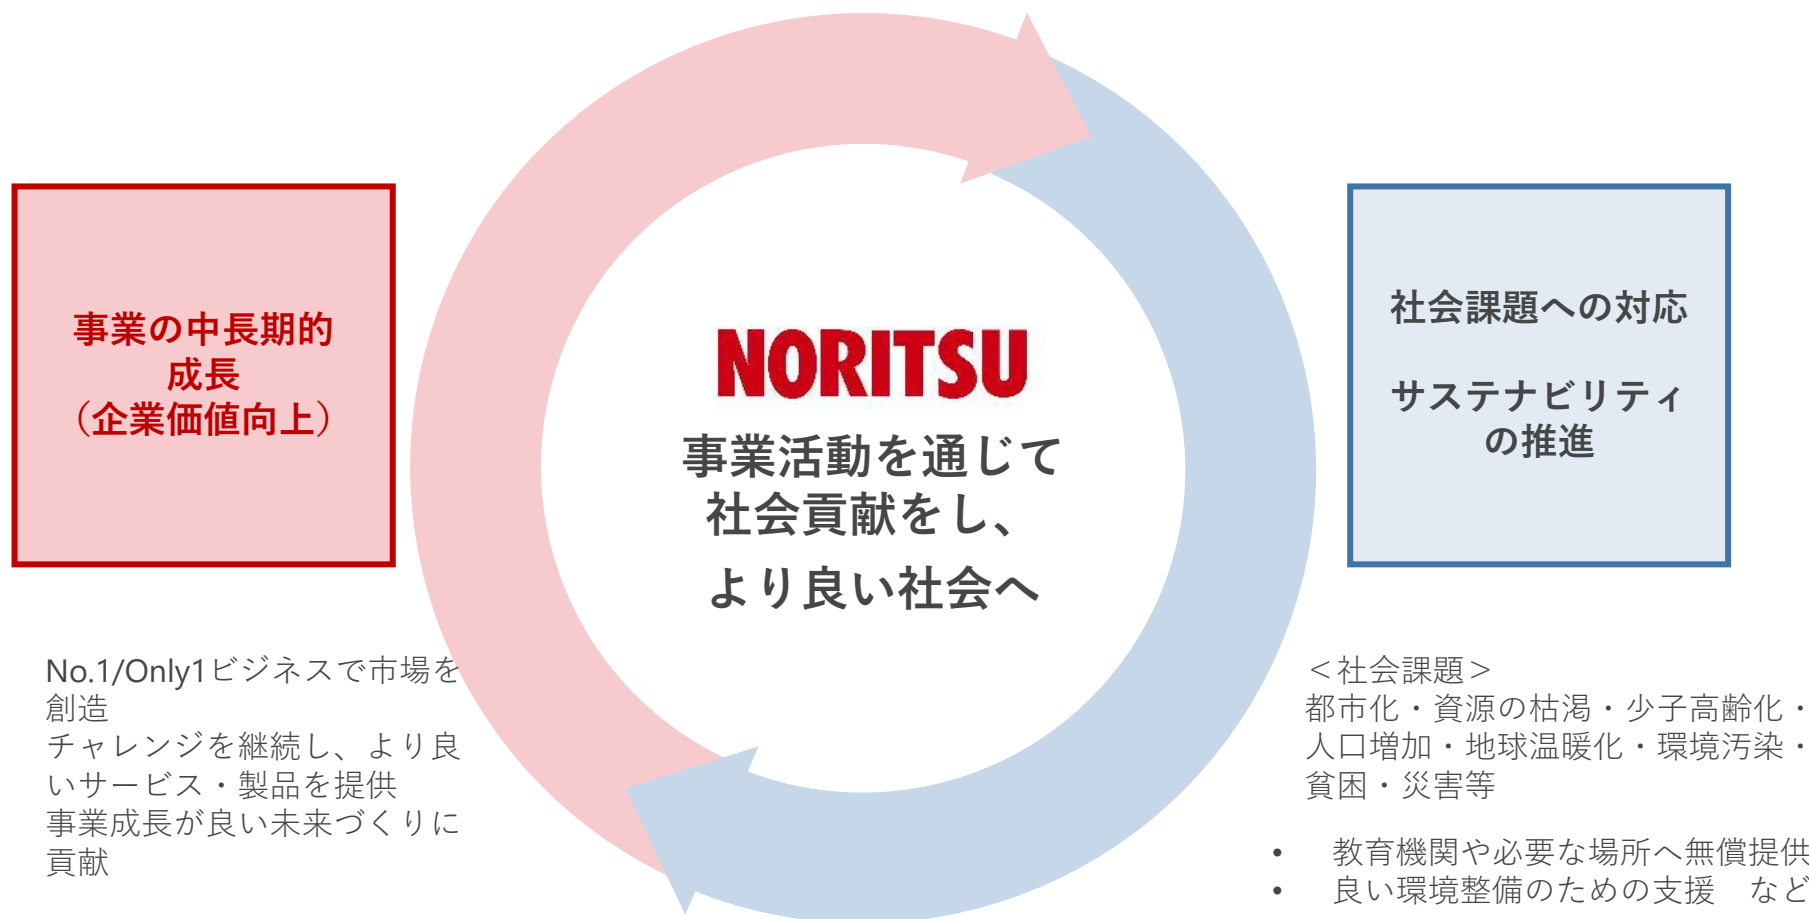 事業の中長期的
成長
（企業価値向上）
No.1/Only1ビジネスで市場を
創造
チャレンジを継続し、より良
いサービス・製品を提供
事業成長が良い未来づくりに
貢献
NORITSU
事業活動を通じて
社会貢献をし、
より良い社会へ
社会課題への対応
サステナビリティ
の推進
＜社会課題＞
都市化・資源の枯渇・少子高齢化・
人口増加・地球温暖化・環境汚染・
貧困・災害等
• 教育機関や必要な場所へ無償提供
• 良い環境整備のための支援　など